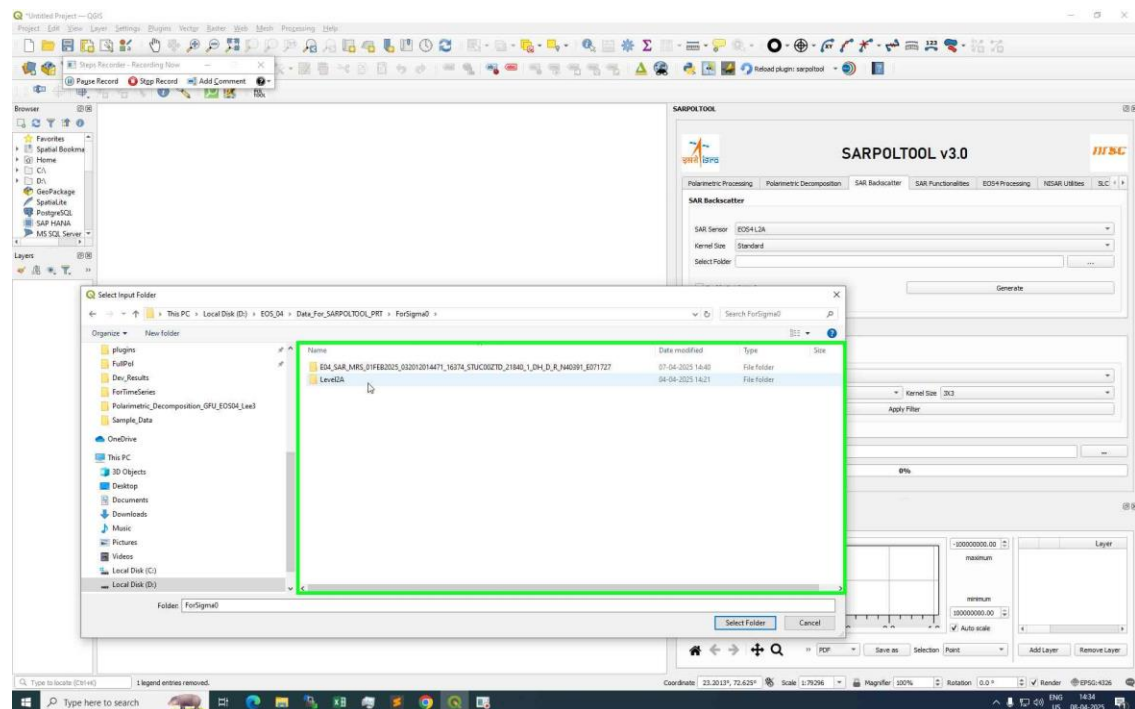 *Untitled Project — QGIS
Project Edit View Layer Settings Plugins Vector Raster Web Mesh Processing Help
Steps Recorder - Recording Now
Reload plugin: sarpoltool
Pause Record Stop Record Add Comment
Browser
Favorites
Spatial Bookma
Home
C:\
D:\
GeoPackage
SpatiaLite
PostgreSQL
SAP HANA
MS SQL Server
Layers
SARPOLTOOL
इसरो isro
SARPOLTOOL v3.0
nrsc
Polarimetric Processing Polarimetric Decomposition SAR Backscatter SAR Functionalities EOS4 Processing NISAR Utilities SLC
SAR Backscatter
SAR Sensor EOS4 L2A
Kernel Size Standard
Select Folder ...
Generate
Select Input Folder
This PC > Local Disk (D:) > EOS_04 > Data_For_SARPOLTOOL_PRT > ForSigma0 >
Search ForSigma0
Organize New folder
plugins
FullPol
Dev_Results
ForTimeSeries
Polarimetric_Decomposition_GFU_EOS04_Lee3
Sample_Data
OneDrive
This PC
3D Objects
Desktop
Documents
Downloads
Music
Pictures
Videos
Local Disk (C:)
Local Disk (D:)
Name Date modified Type Size
E04_SAR_MRS_01FEB2025_032012014471_16374_STUC00ZTD_21840_1_DH_D_R_N40391_E071727 07-04-2025 14:40 File folder
Level2A 04-04-2025 14:21 File folder
Folder: ForSigma0
Select Folder Cancel
Kernel Size 3X3
Apply Filter
...
0%
-100000000.00
maximum
minimum
100000000.00
Auto scale
Layer
PDF Save as Selection Point Add Layer Remove Layer
Type to locate (Ctrl+K) 1 legend entries removed.
Coordinate 23.2013°, 72.625° Scale 1:79296 Magnifier 100% Rotation 0.0 ° Render EPSG:4326
Type here to search
ENG
US
14:34
08-04-2025